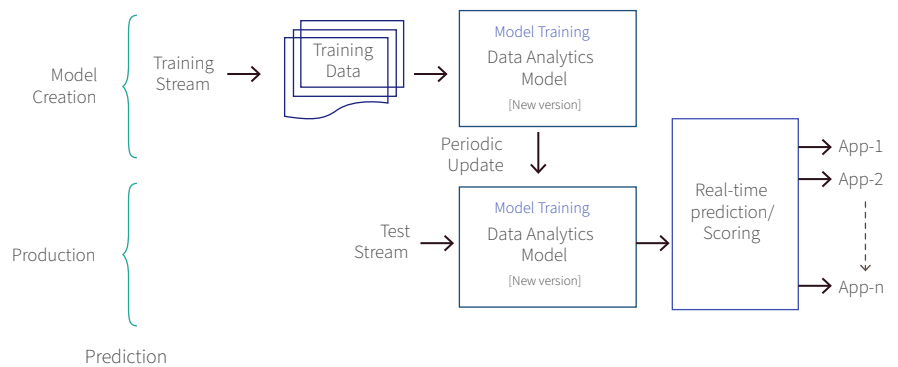 Model
Creation
Training
Stream
Training
Data
Model Training
Data Analytics
Model
[New version]
Periodic
Update
Production
Test
Stream
Model Training
Data Analytics
Model
[New version]
Real-time
prediction/
Scoring
App-1
App-2
App-n
Prediction